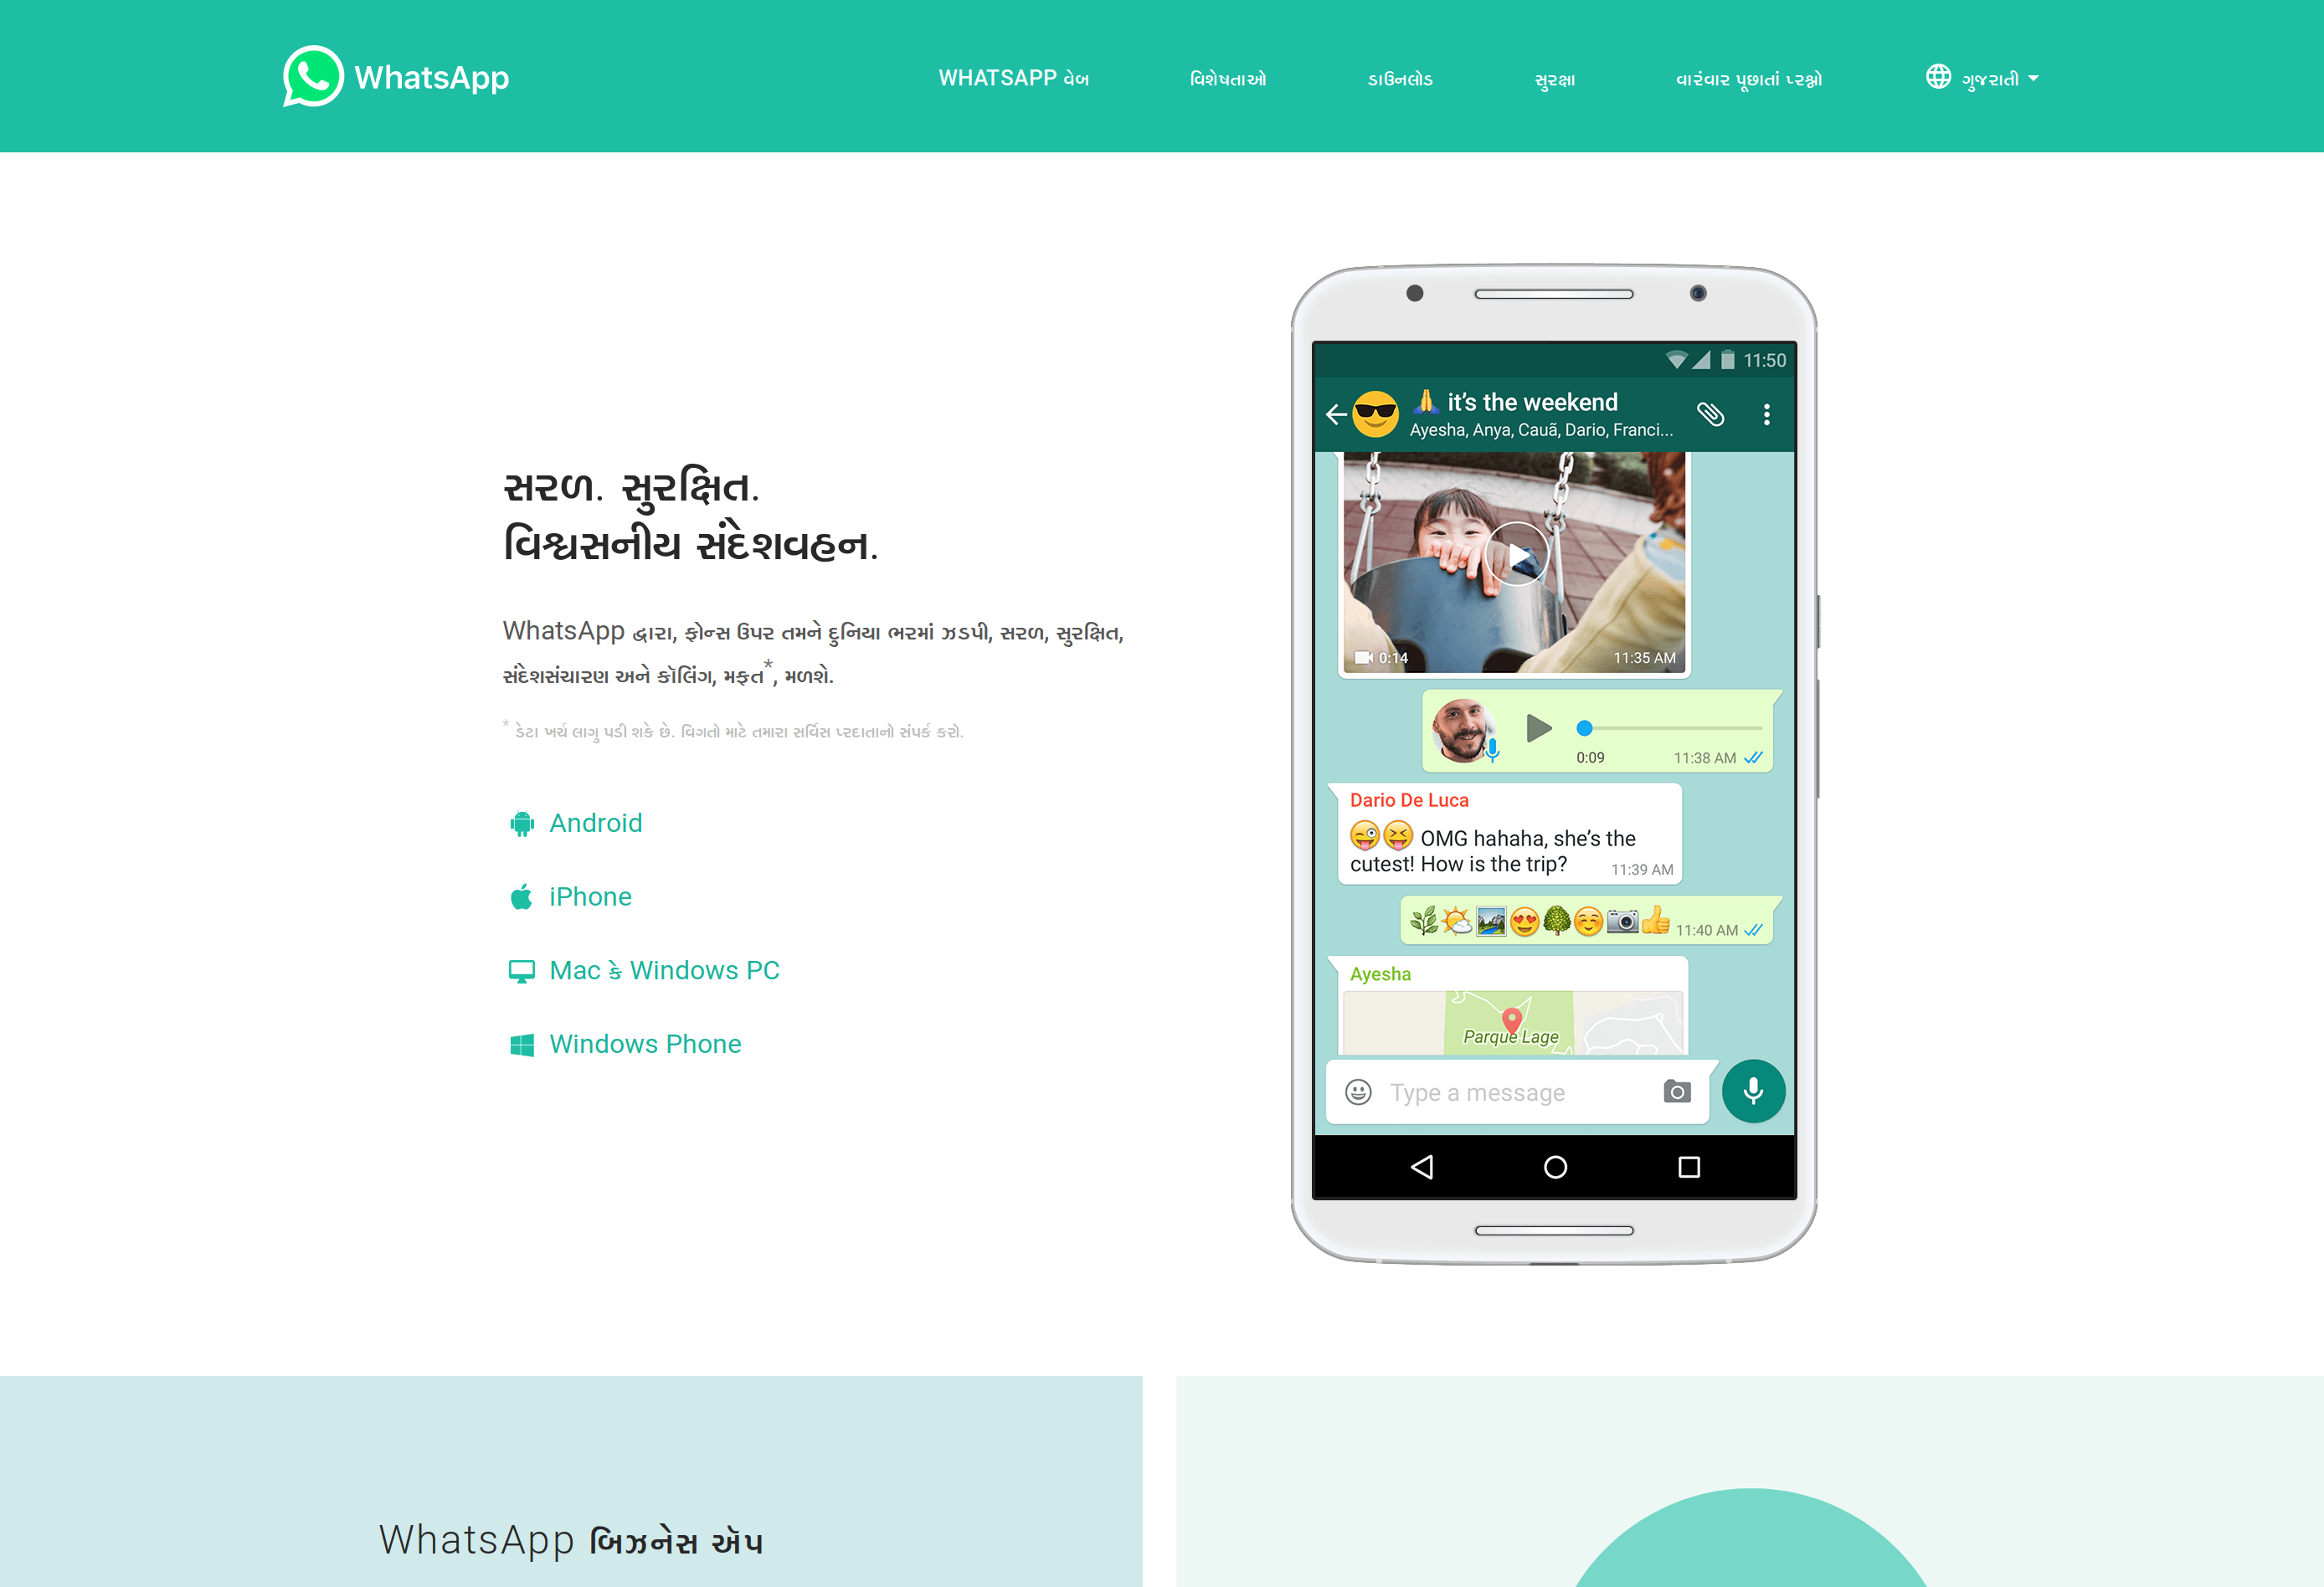 WhatsApp
WHATSAPP વેબ
વિશેષતાઓ
ડાઉનલોડ
સુરક્ષા
વારંવાર પૂછાતાં પ્રશ્નો
ગુજરાતી
સરળ. સુરક્ષિત.
વિશ્વસનીય સંદેશવહન.
WhatsApp દ્વારા, ફોન્સ ઉપર તમને દુનિયા ભરમાં ઝડપી, સરળ, સુરક્ષિત,
સંદેશસંચારણ અને કૉલિંગ, મફત*, મળશે.
* ડેટા ખર્ચ લાગુ પડી શકે છે. વિગતો માટે તમારા સર્વિસ પ્રદાતાનો સંપર્ક કરો.
Android
iPhone
Mac કે Windows PC
Windows Phone
11:50
🙏 it’s the weekend
Ayesha, Anya, Cauã, Dario, Franci...
0:14 11:35 AM
0:09 11:38 AM
Dario De Luca
😜😝 OMG hahaha, she’s the
cutest! How is the trip? 11:39 AM
🌿🌤🏞😍🌳☺📷👍 11:40 AM
Ayesha
Parque Lage
Type a message
WhatsApp બિઝનેસ ઍપ